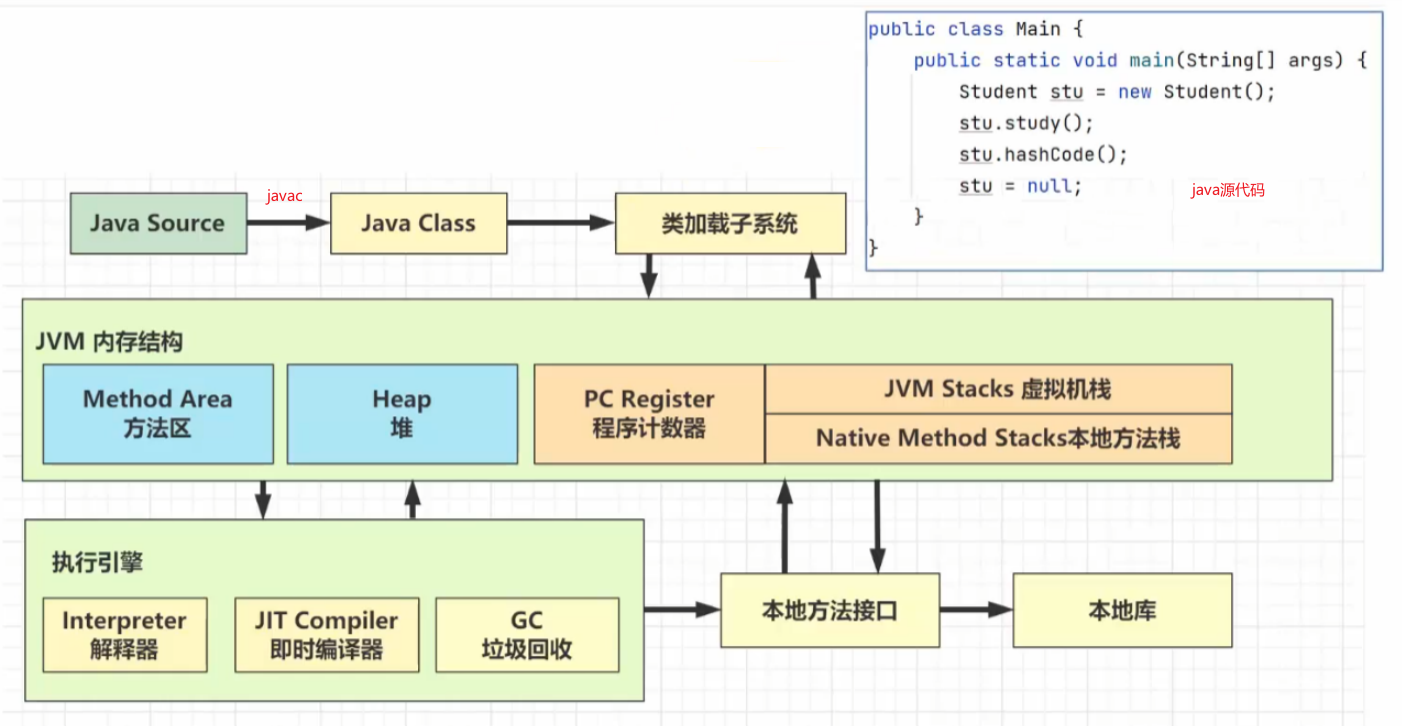 public class Main {
public static void main(String[] args) {
Student stu = new Student();
stu.study();
stu.hashCode();
stu = null;
java源代码
}
}
Java Source
javac
Java Class
类加载子系统
JVM 内存结构
Method Area
方法区
Heap
堆
PC Register
程序计数器
JVM Stacks 虚拟机栈
Native Method Stacks本地方法栈
执行引擎
Interpreter
解释器
JIT Compiler
即时编译器
GC
垃圾回收
本地方法接口
本地库